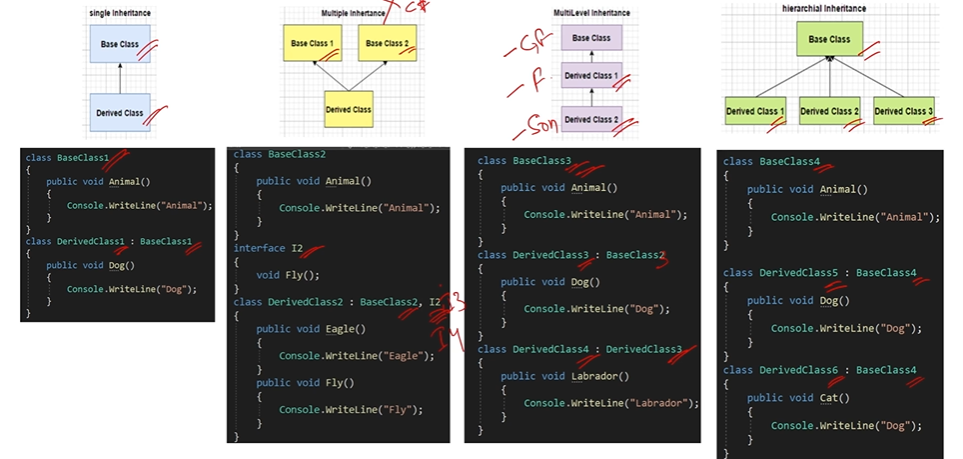 single Inheritance
Base Class
Derived Class
Multiple Inheritance
C#
Base Class 1
Base Class 2
Derived Class
MultiLevel Inheritance
- GF
Base Class
- F
Derived Class 1
- Son
Derived Class 2
hierarchial Inheritance
Base Class
Derived Class 1
Derived Class 2
Derived Class 3
class BaseClass1
{
public void Animal()
{
Console.WriteLine("Animal");
}
}
class DerivedClass1 : BaseClass1
{
public void Dog()
{
Console.WriteLine("Dog");
}
}
class BaseClass2
{
public void Animal()
{
Console.WriteLine("Animal");
}
}
interface I2
{
void Fly();
}
class DerivedClass2 : BaseClass2, I2
I3
I4
{
public void Eagle()
{
Console.WriteLine("Eagle");
}
public void Fly()
{
Console.WriteLine("Fly");
}
}
class BaseClass3
{
public void Animal()
{
Console.WriteLine("Animal");
}
}
class DerivedClass3 : BaseClass2
3
{
public void Dog()
{
Console.WriteLine("Dog");
}
}
class DerivedClass4 : DerivedClass3
{
public void Labrador()
{
Console.WriteLine("Labrador");
}
}
class BaseClass4
{
public void Animal()
{
Console.WriteLine("Animal");
}
}
class DerivedClass5 : BaseClass4
{
public void Dog()
{
Console.WriteLine("Dog");
}
}
class DerivedClass6 : BaseClass4
{
public void Cat()
{
Console.WriteLine("Dog");
}
}